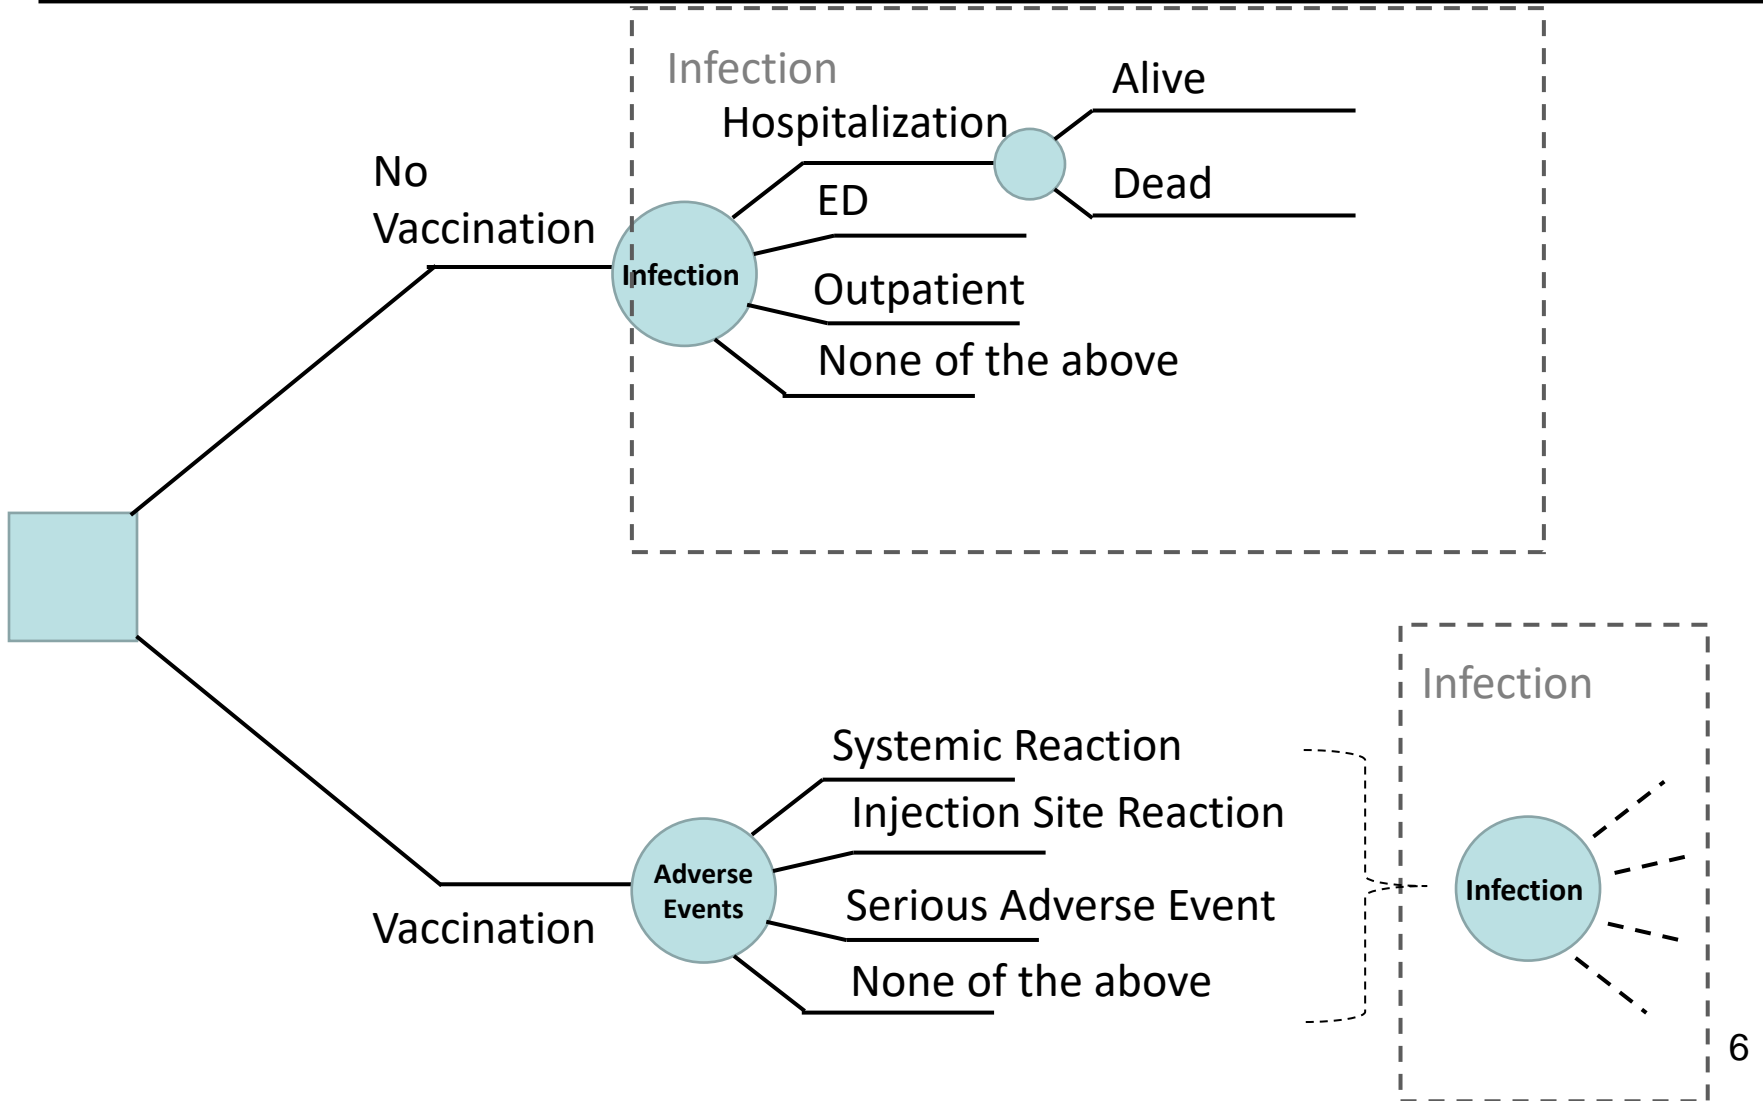 Infection
Alive
Hospitalization
No
Vaccination
ED
Dead
Infection
Outpatient
None of the above
Infection
Systemic Reaction
Injection Site Reaction
Adverse
Events
Infection
Serious Adverse Event
Vaccination
None of the above
6